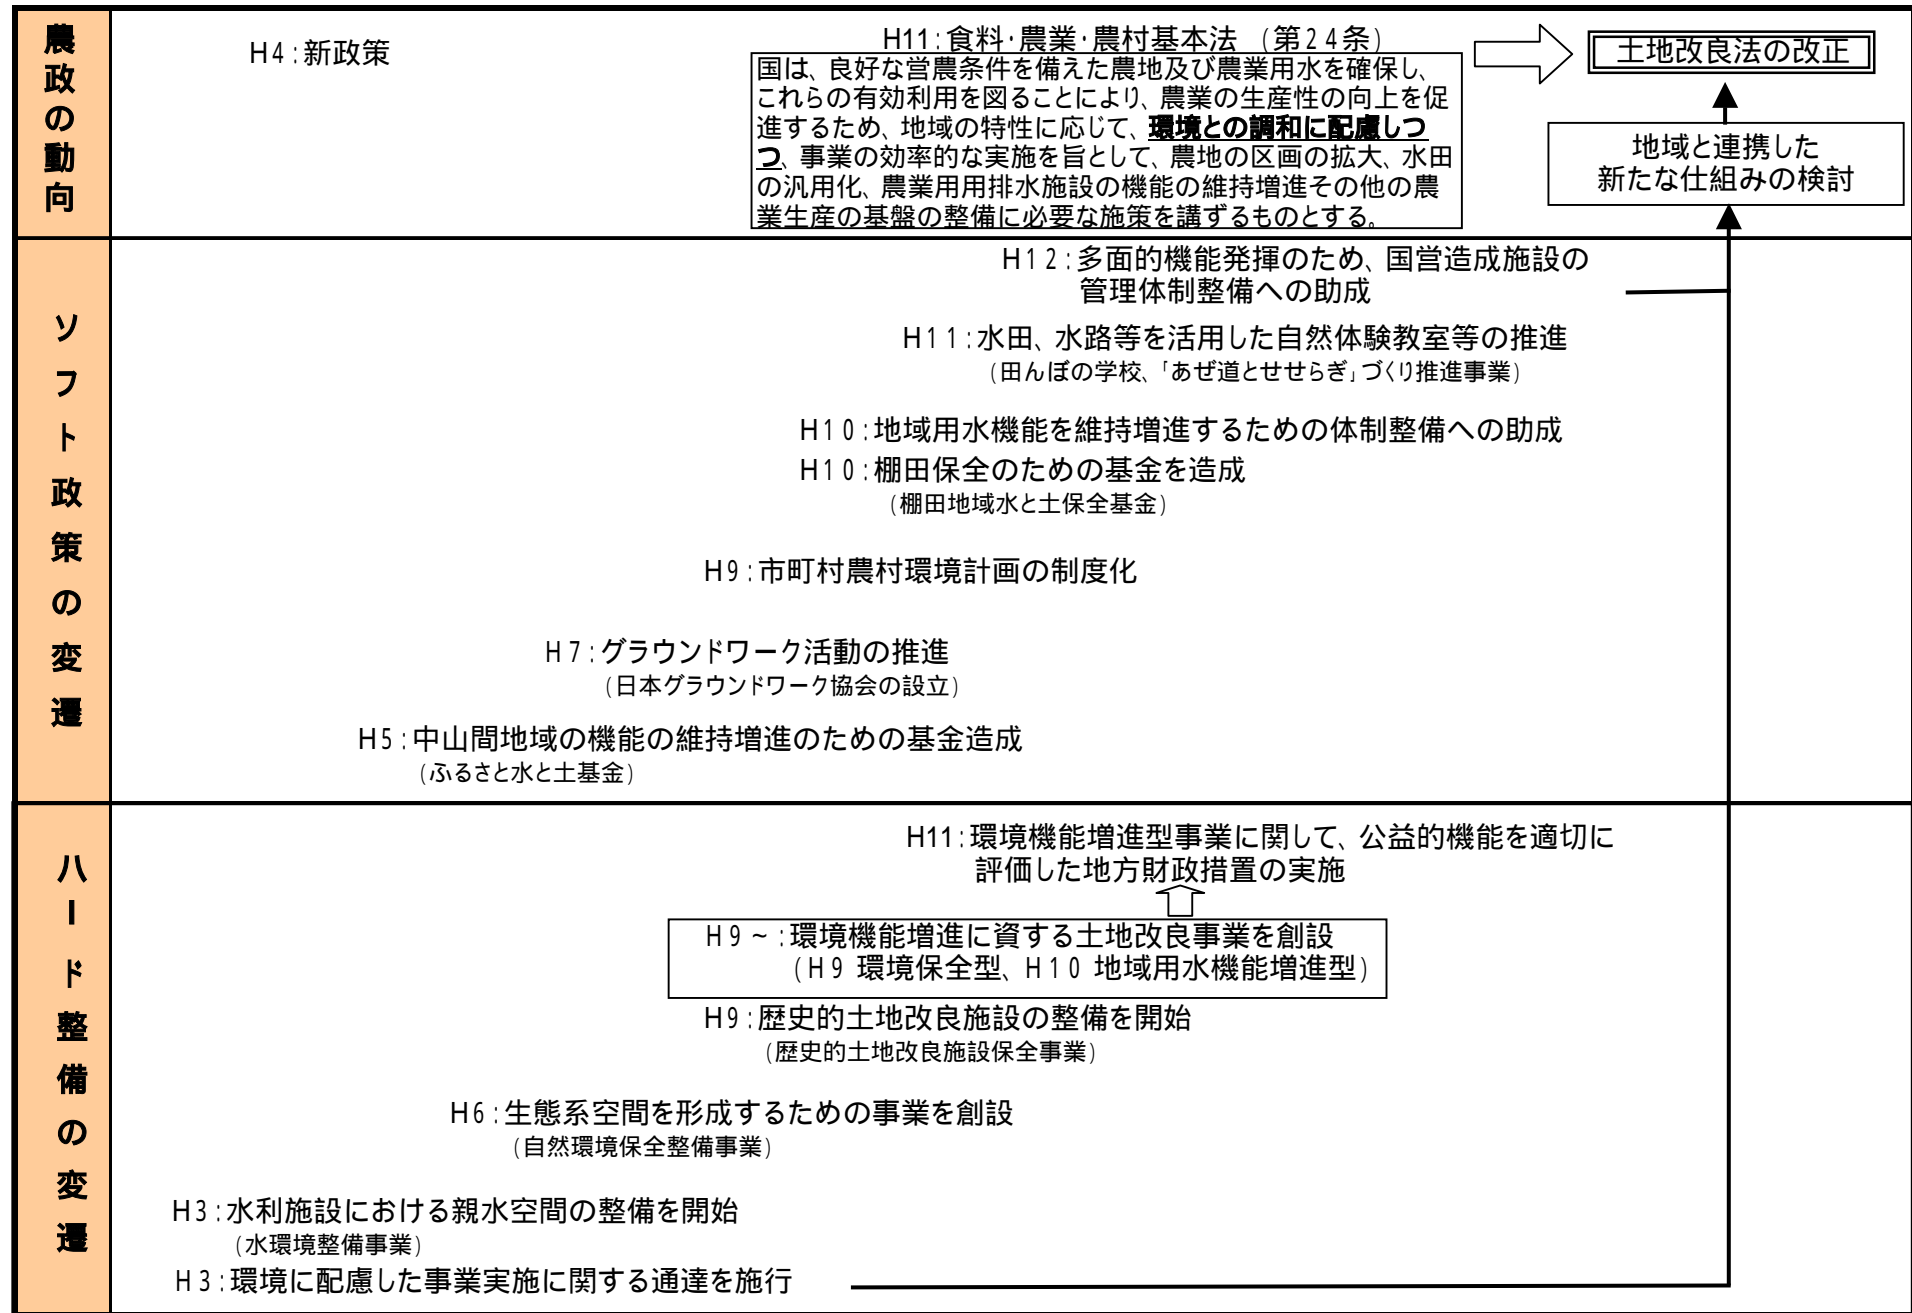 農政の動向
H4:新政策
H11:食料・農業・農村基本法 (第24条)
国は、良好な営農条件を備えた農地及び農業用水を確保し、
これらの有効利用を図ることにより、農業の生産性の向上を促
進するため、地域の特性に応じて、環境との調和に配慮しつ
つ、事業の効率的な実施を旨として、農地の区画の拡大、水田
の汎用化、農業用用排水施設の機能の維持増進その他の農
業生産の基盤の整備に必要な施策を講ずるものとする。
土地改良法の改正
地域と連携した
新たな仕組みの検討
ソフト政策の変遷
H12:多面的機能発揮のため、国営造成施設の
管理体制整備への助成
H11:水田、水路等を活用した自然体験教室等の推進
(田んぼの学校、「あぜ道とせせらぎ」づくり推進事業)
H10:地域用水機能を維持増進するための体制整備への助成
H10:棚田保全のための基金を造成
(棚田地域水と土保全基金)
H9:市町村農村環境計画の制度化
H7:グラウンドワーク活動の推進
(日本グラウンドワーク協会の設立)
H5:中山間地域の機能の維持増進のための基金造成
(ふるさと水と土基金)
ハード整備の変遷
H11:環境機能増進型事業に関して、公益的機能を適切に
評価した地方財政措置の実施
H9~:環境機能増進に資する土地改良事業を創設
(H9 環境保全型、H10 地域用水機能増進型)
H9:歴史的土地改良施設の整備を開始
(歴史的土地改良施設保全事業)
H6:生態系空間を形成するための事業を創設
(自然環境保全整備事業)
H3:水利施設における親水空間の整備を開始
(水環境整備事業)
H3:環境に配慮した事業実施に関する通達を施行